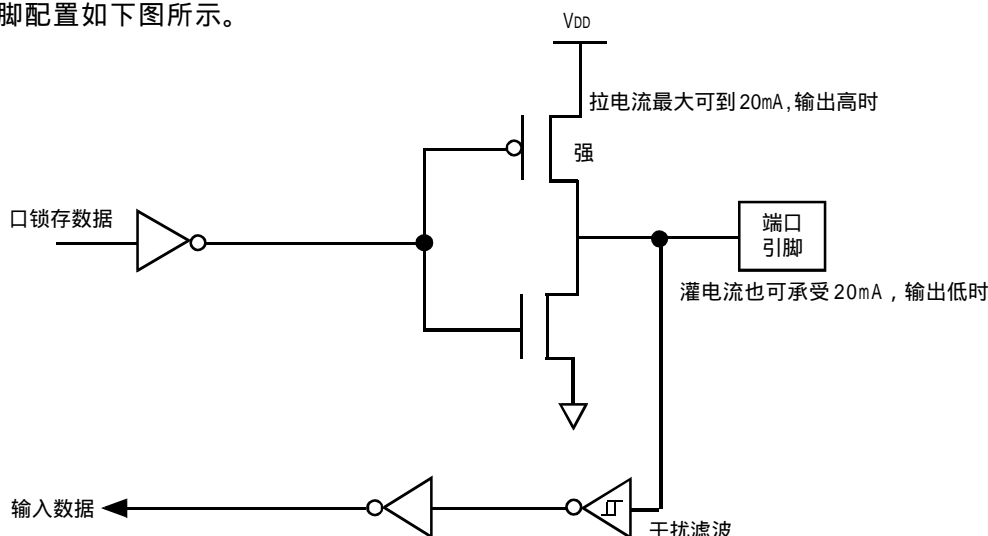 脚配置如下图所示。
VDD
拉电流最大可到20mA,输出高时
强
口锁存数据
端口
引脚
灌电流也可承受20mA，输出低时
输入数据
干扰滤波